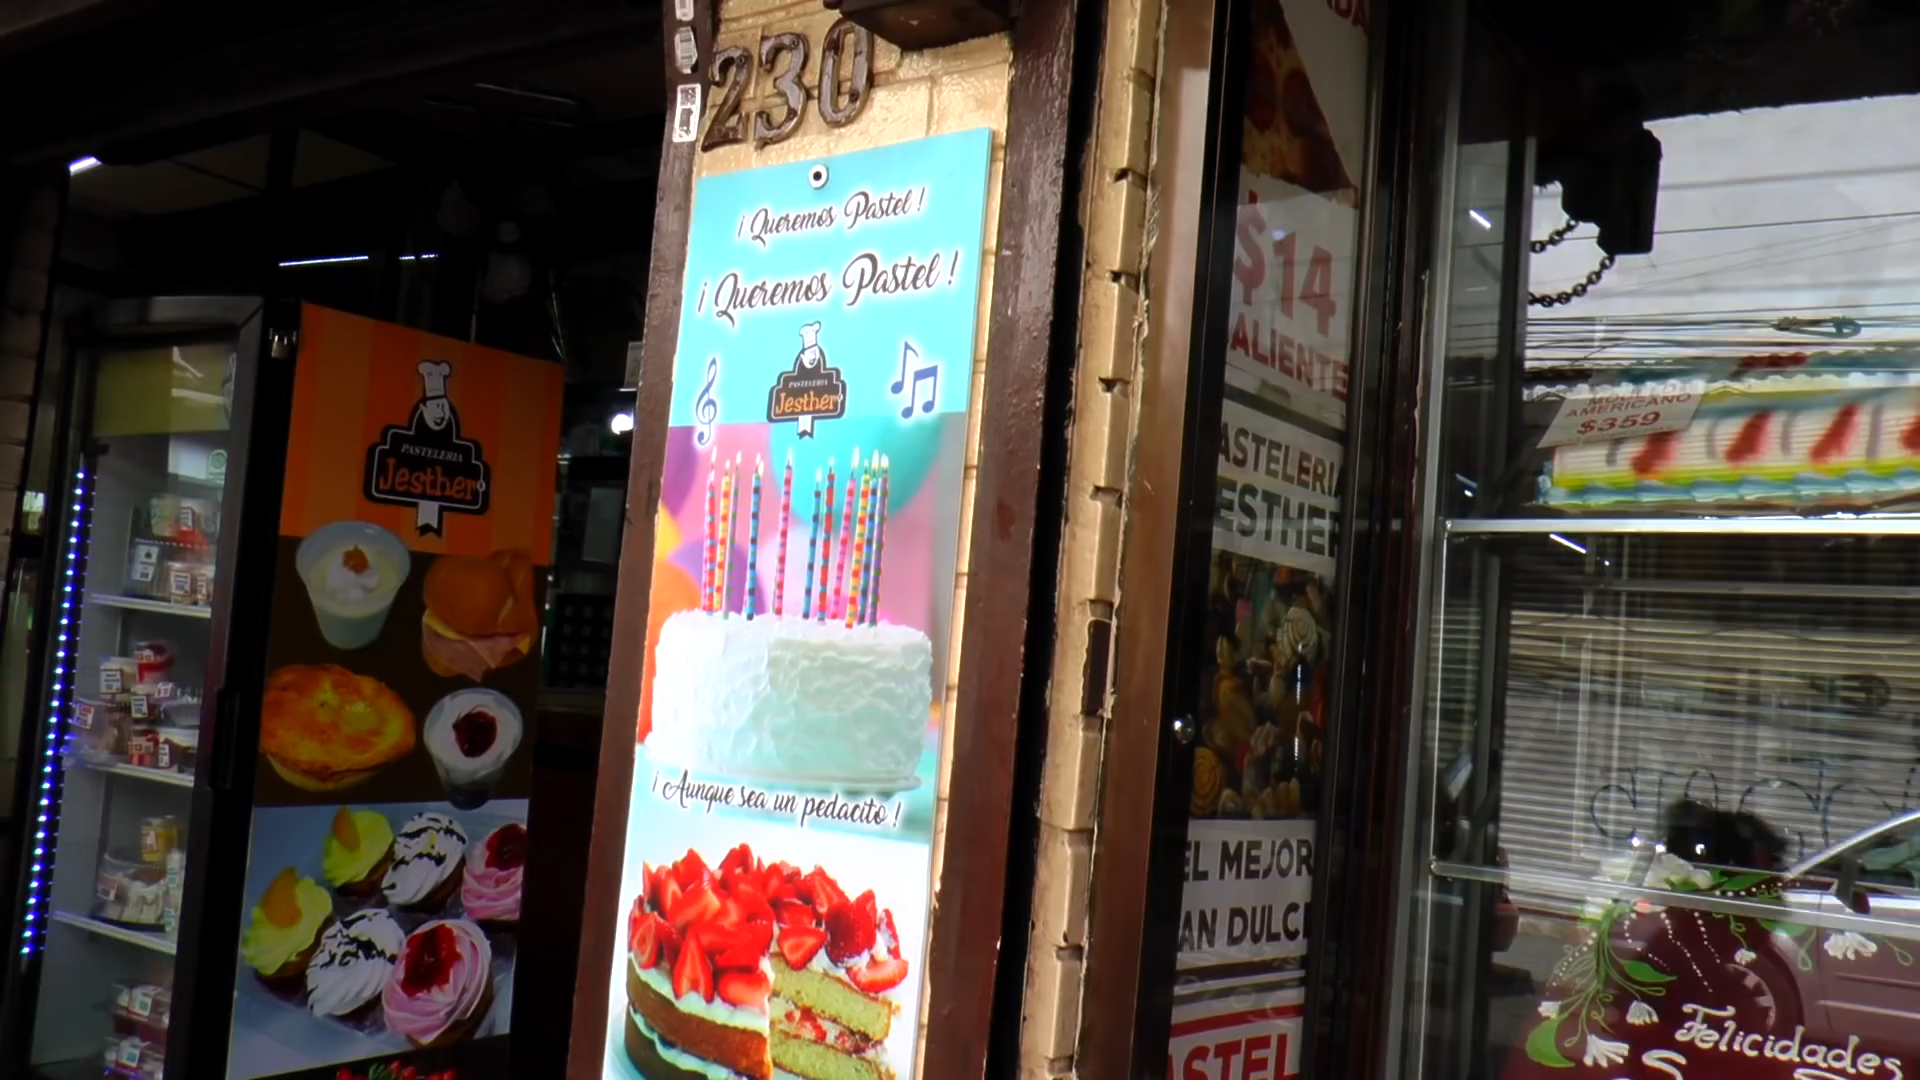 230
¡ Queremos Pastel !
¡ Queremos Pastel !
PASTELERIA
Jesther
¡ Aunque sea un pedacito !
PASTELERIA
Jesther
$14
ALIENTE
ASTELERIA
ESTHER
EL MEJOR
AN DULCE
ASTEL
AMERICANO
$359
Felicidades